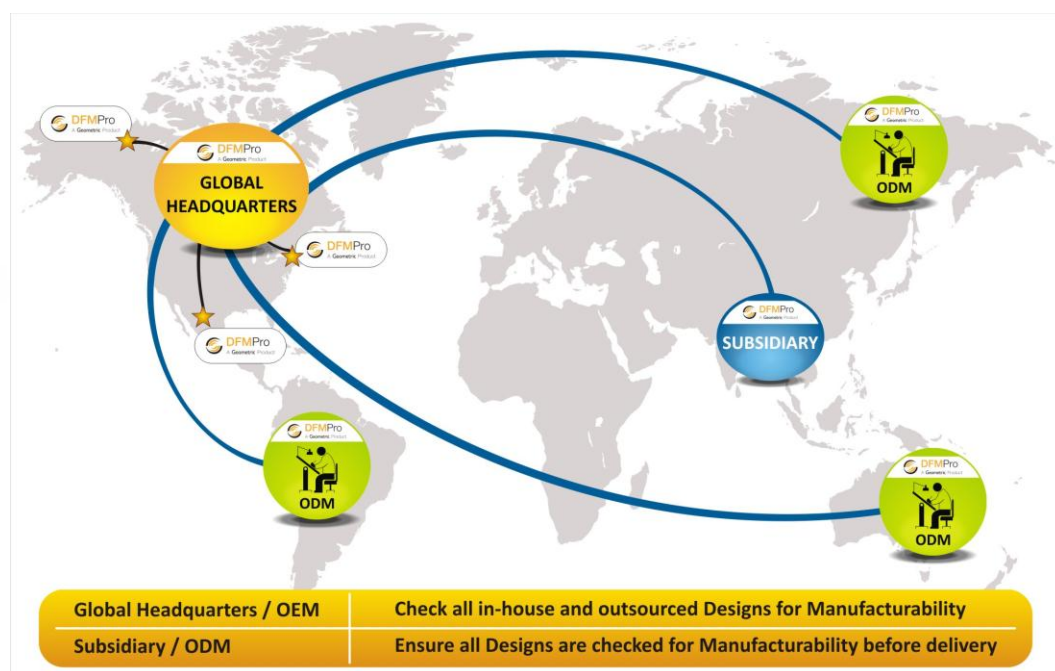 DFMPro
A Geometric Product
DFMPro
A Geometric Product
GLOBAL
HEADQUARTERS
DFMPro
A Geometric Product
DFMPro
A Geometric Product
DFMPro
A Geometric Product
ODM
DFMPro
A Geometric Product
SUBSIDIARY
DFMPro
A Geometric Product
ODM
DFMPro
A Geometric Product
ODM
Global Headquarters / OEM Check all in-house and outsourced Designs for Manufacturability
Subsidiary / ODM Ensure all Designs are checked for Manufacturability before delivery